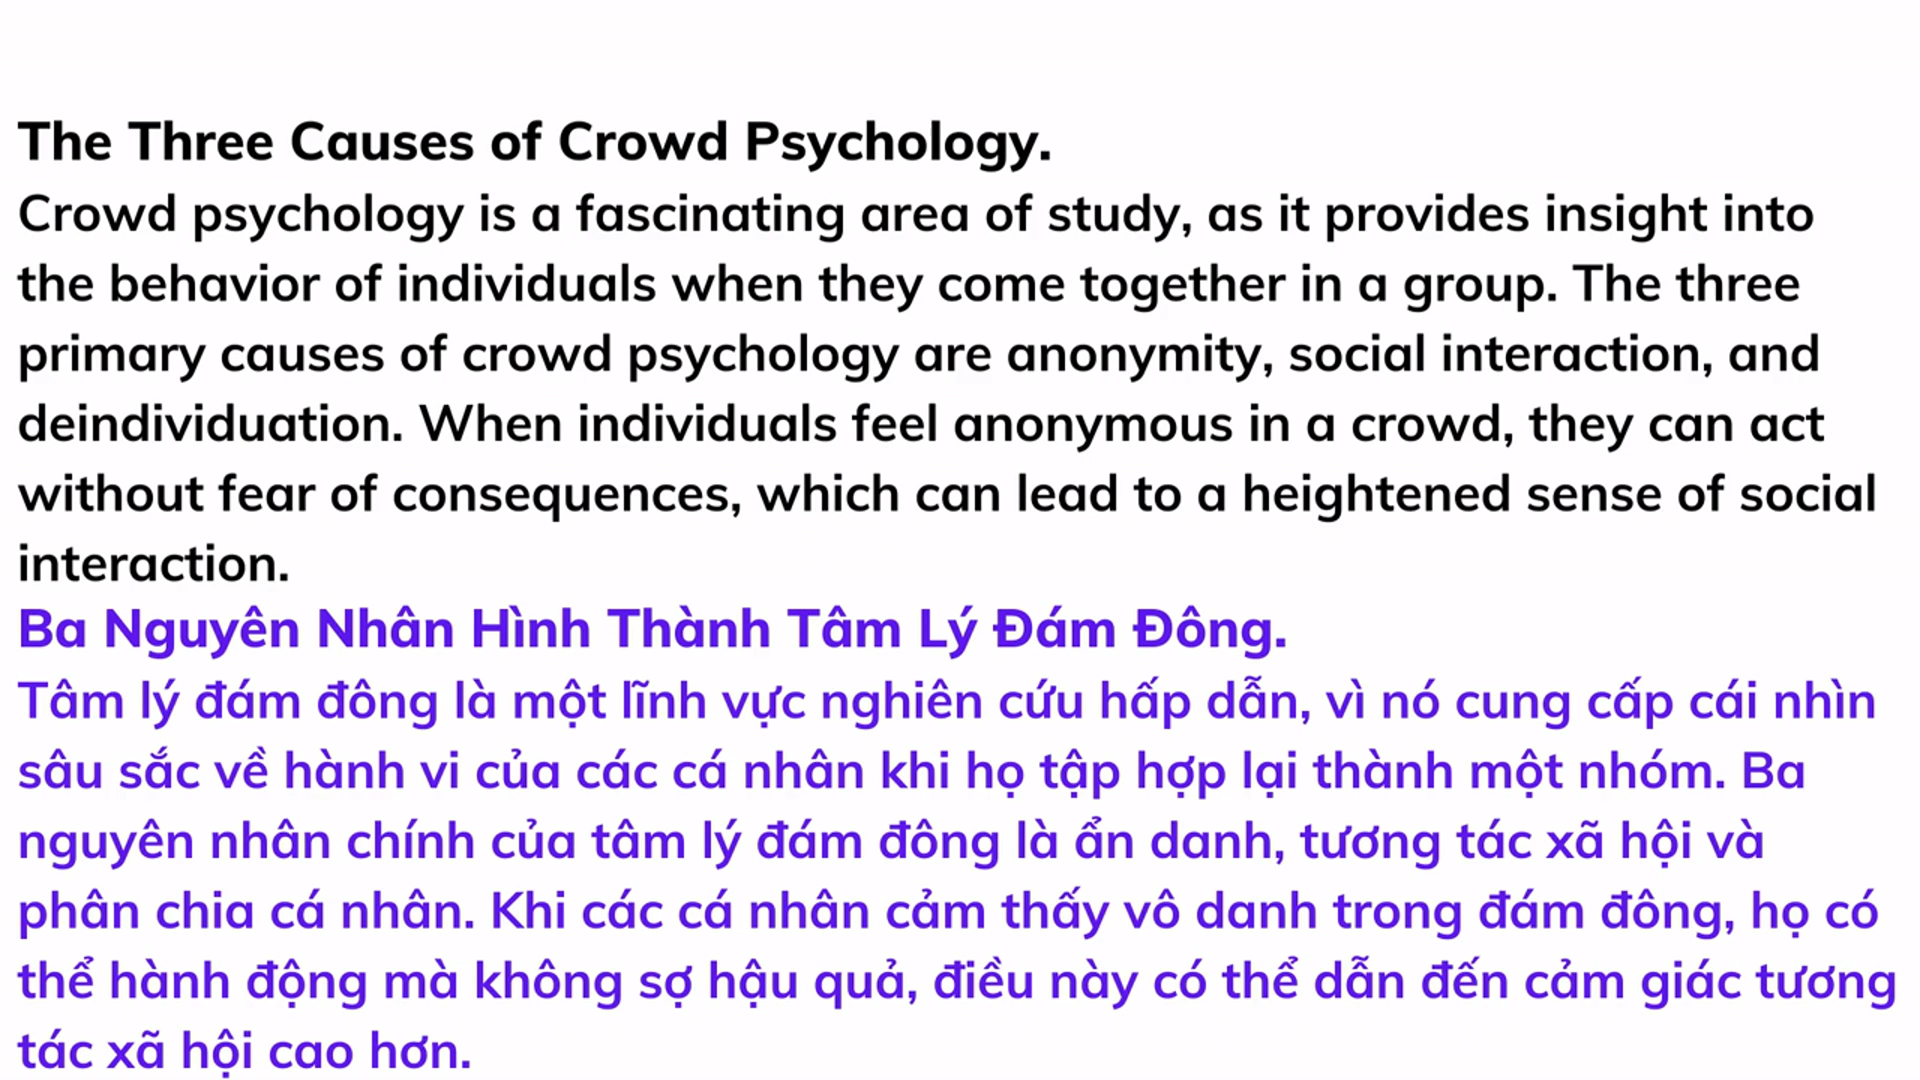 The Three Causes of Crowd Psychology.
Crowd psychology is a fascinating area of study, as it provides insight into
the behavior of individuals when they come together in a group. The three
primary causes of crowd psychology are anonymity, social interaction, and
deindividuation. When individuals feel anonymous in a crowd, they can act
without fear of consequences, which can lead to a heightened sense of social
interaction.
Ba Nguyên Nhân Hình Thành Tâm Lý Đám Đông.
Tâm lý đám đông là một lĩnh vực nghiên cứu hấp dẫn, vì nó cung cấp cái nhìn
sâu sắc về hành vi của các cá nhân khi họ tập hợp lại thành một nhóm. Ba
nguyên nhân chính của tâm lý đám đông là ẩn danh, tương tác xã hội và
phân chia cá nhân. Khi các cá nhân cảm thấy vô danh trong đám đông, họ có
thể hành động mà không sợ hậu quả, điều này có thể dẫn đến cảm giác tương
tác xã hội cao hơn.